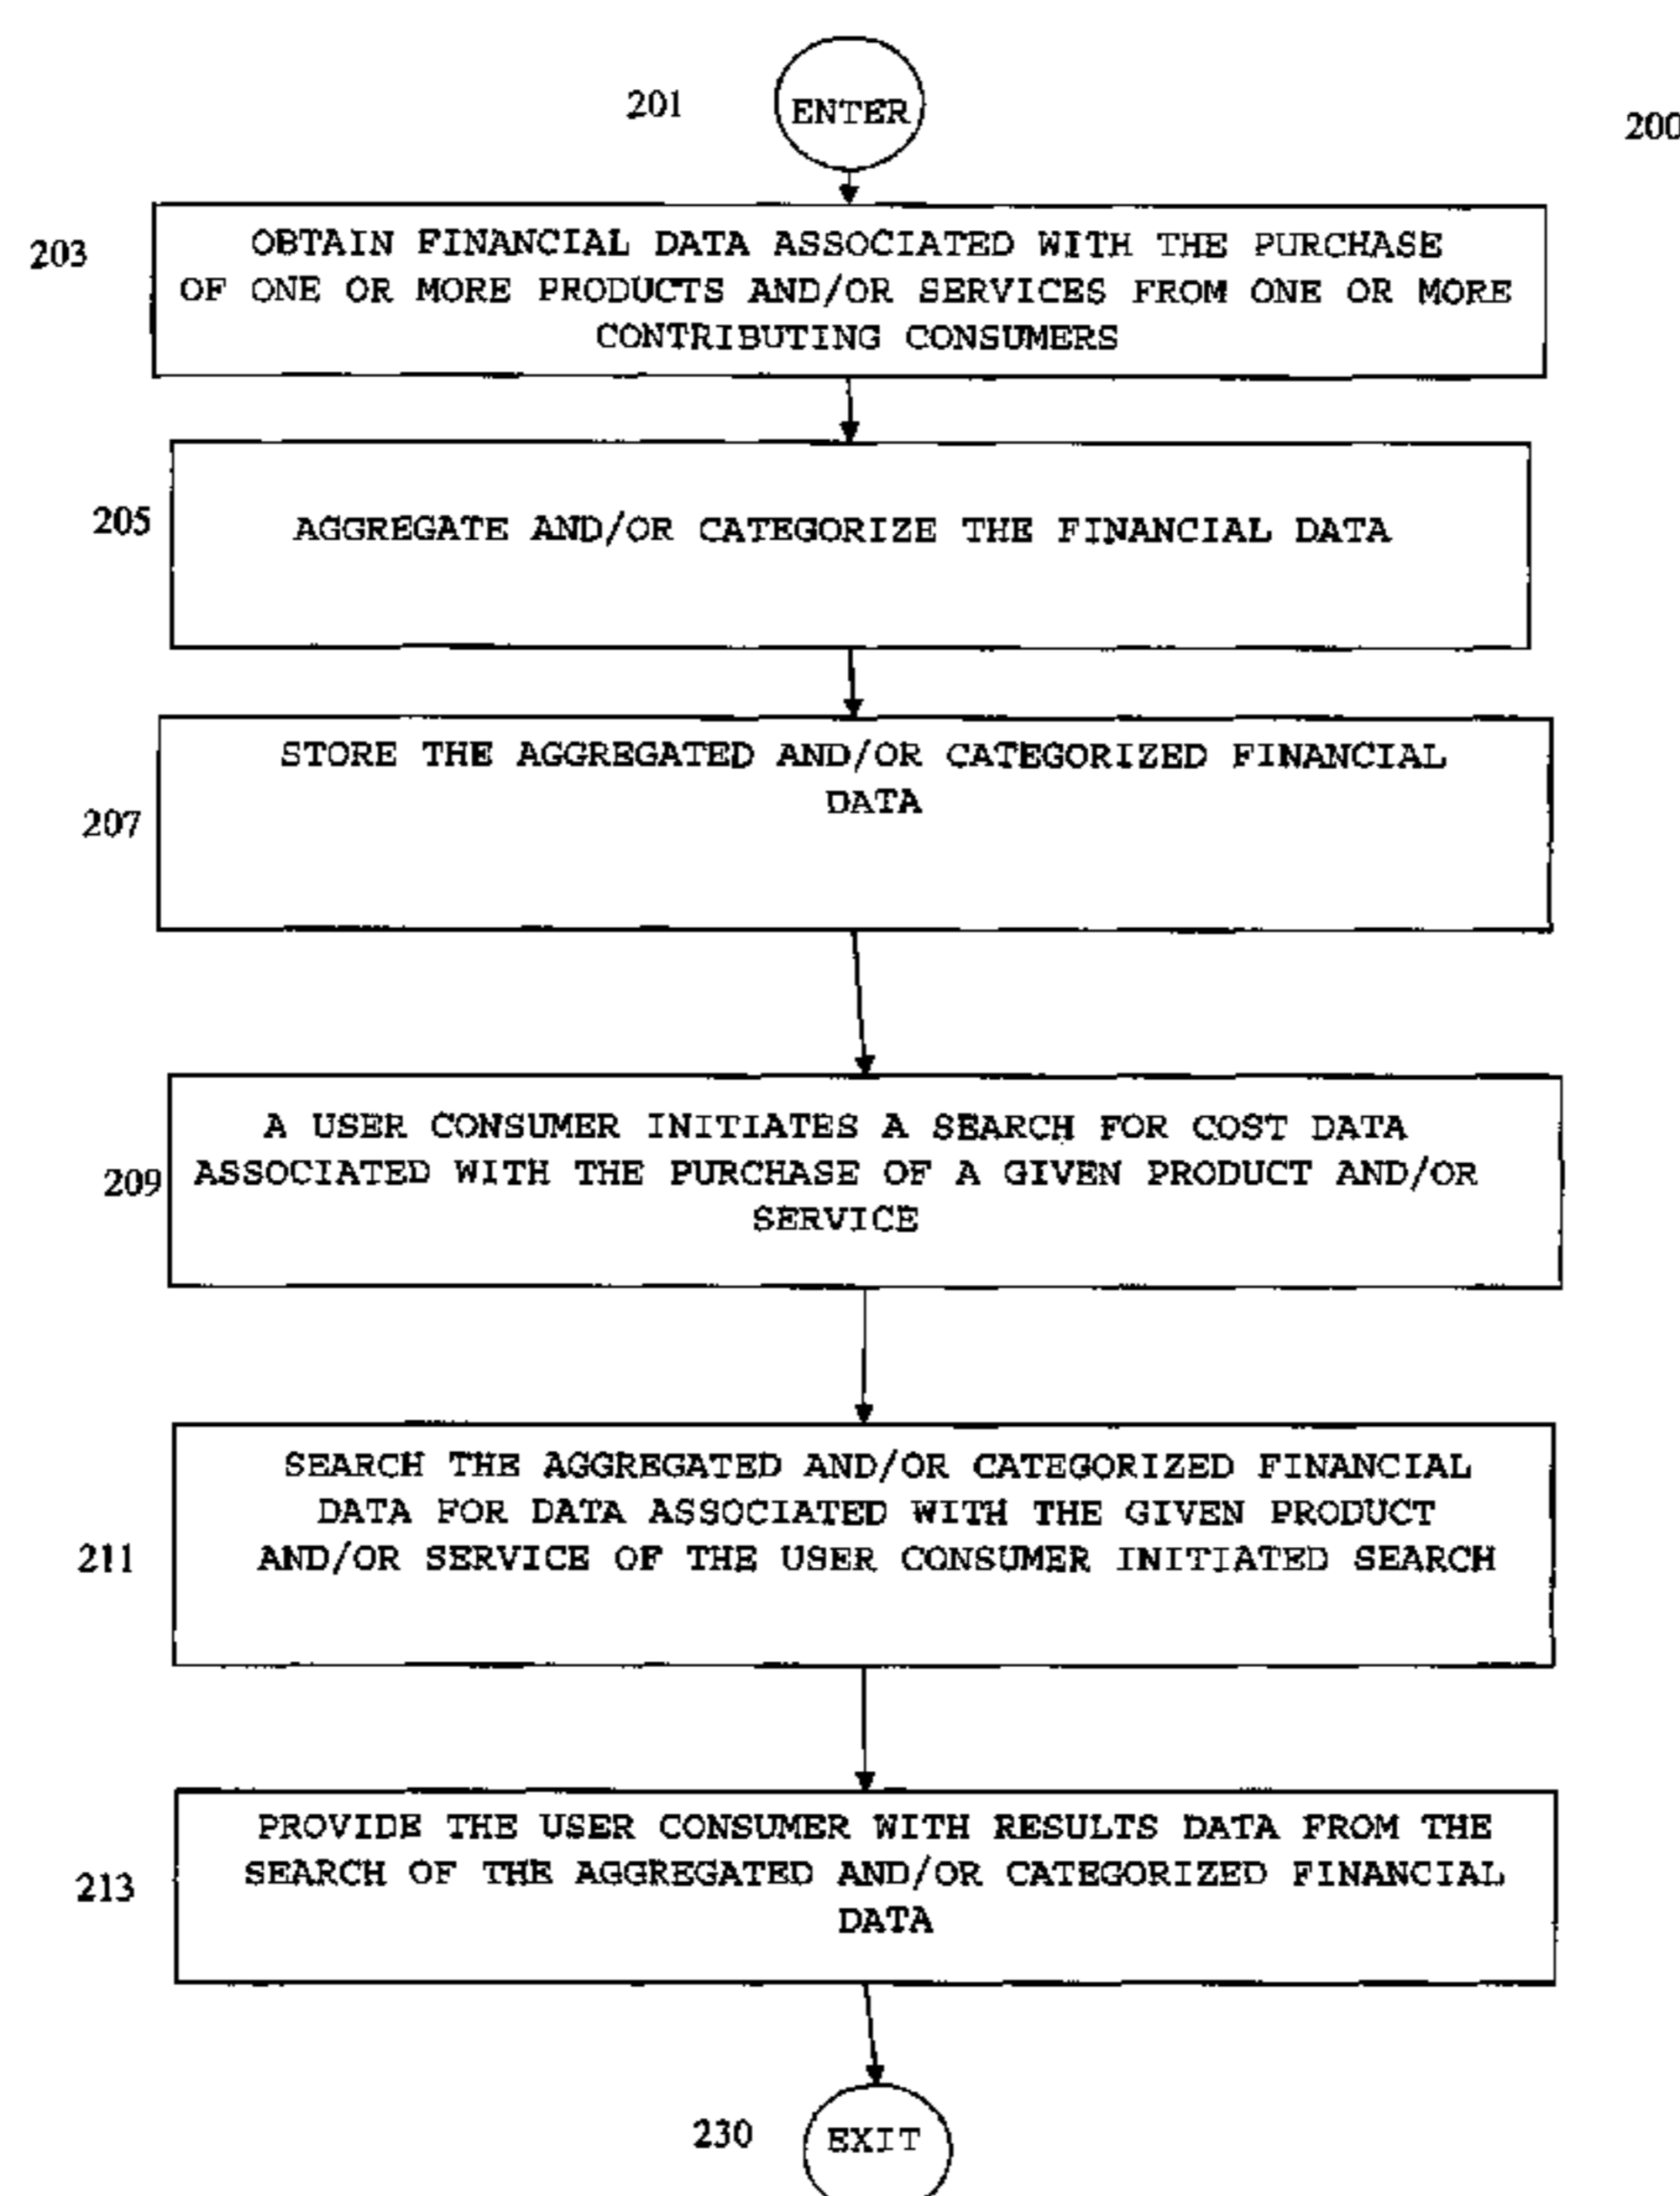 201
ENTER
200
203
OBTAIN FINANCIAL DATA ASSOCIATED WITH THE PURCHASE
OF ONE OR MORE PRODUCTS AND/OR SERVICES FROM ONE OR MORE
CONTRIBUTING CONSUMERS
205
AGGREGATE AND/OR CATEGORIZE THE FINANCIAL DATA
207
STORE THE AGGREGATED AND/OR CATEGORIZED FINANCIAL
DATA
209
A USER CONSUMER INITIATES A SEARCH FOR COST DATA
ASSOCIATED WITH THE PURCHASE OF A GIVEN PRODUCT AND/OR
SERVICE
211
SEARCH THE AGGREGATED AND/OR CATEGORIZED FINANCIAL
DATA FOR DATA ASSOCIATED WITH THE GIVEN PRODUCT
AND/OR SERVICE OF THE USER CONSUMER INITIATED SEARCH
213
PROVIDE THE USER CONSUMER WITH RESULTS DATA FROM THE
SEARCH OF THE AGGREGATED AND/OR CATEGORIZED FINANCIAL
DATA
230
EXIT